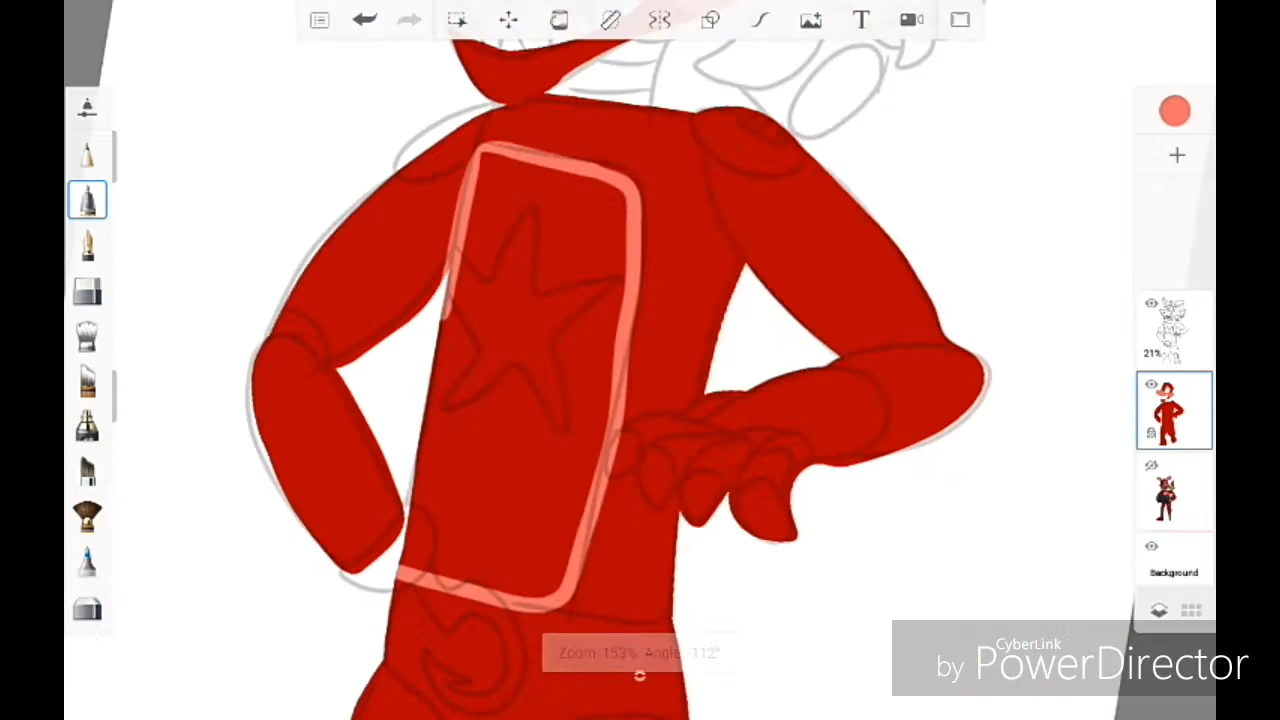 T
21%
Background
Zoom 153% Angle -112°
CyberLink
by PowerDirector